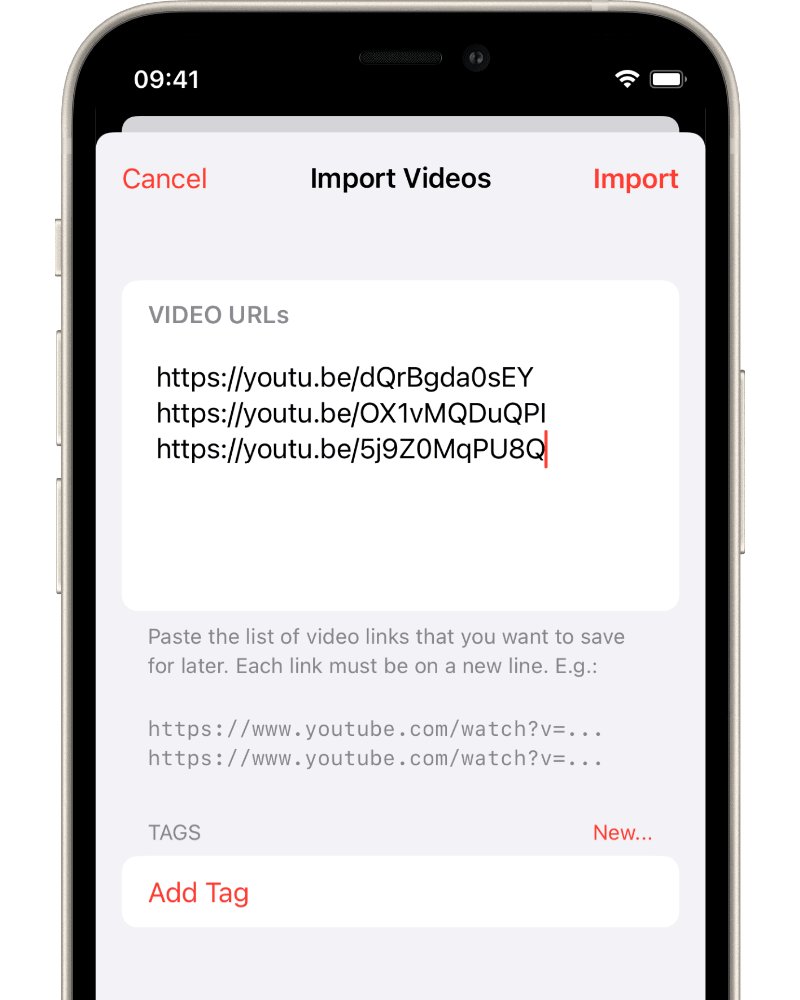 09:41
Cancel Import Videos Import
VIDEO URLs
https://youtu.be/dQrBgda0sEY
https://youtu.be/OX1vMQDuQPI
https://youtu.be/5j9Z0MqPU8Q
Paste the list of video links that you want to save
for later. Each link must be on a new line. E.g.:
https://www.youtube.com/watch?v=...
https://www.youtube.com/watch?v=...
TAGS New...
Add Tag